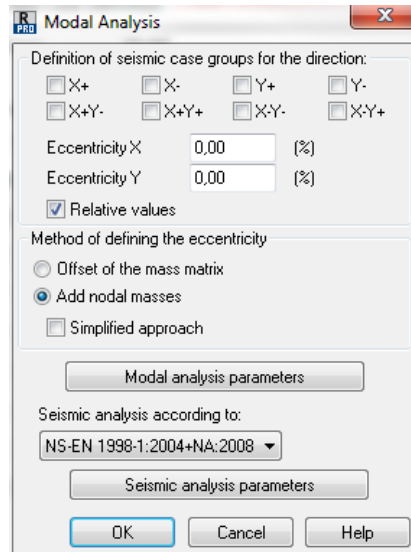 R PRO Modal Analysis X
Definition of seismic case groups for the direction:
X+ X- Y+ Y-
X+Y- X+Y+ X-Y- X-Y+
Eccentricity X 0,00 (%)
Eccentricity Y 0,00 (%)
Relative values
Method of defining the eccentricity
Offset of the mass matrix
Add nodal masses
Simplified approach
Modal analysis parameters
Seismic analysis according to:
NS-EN 1998-1:2004+NA:2008
Seismic analysis parameters
OK Cancel Help